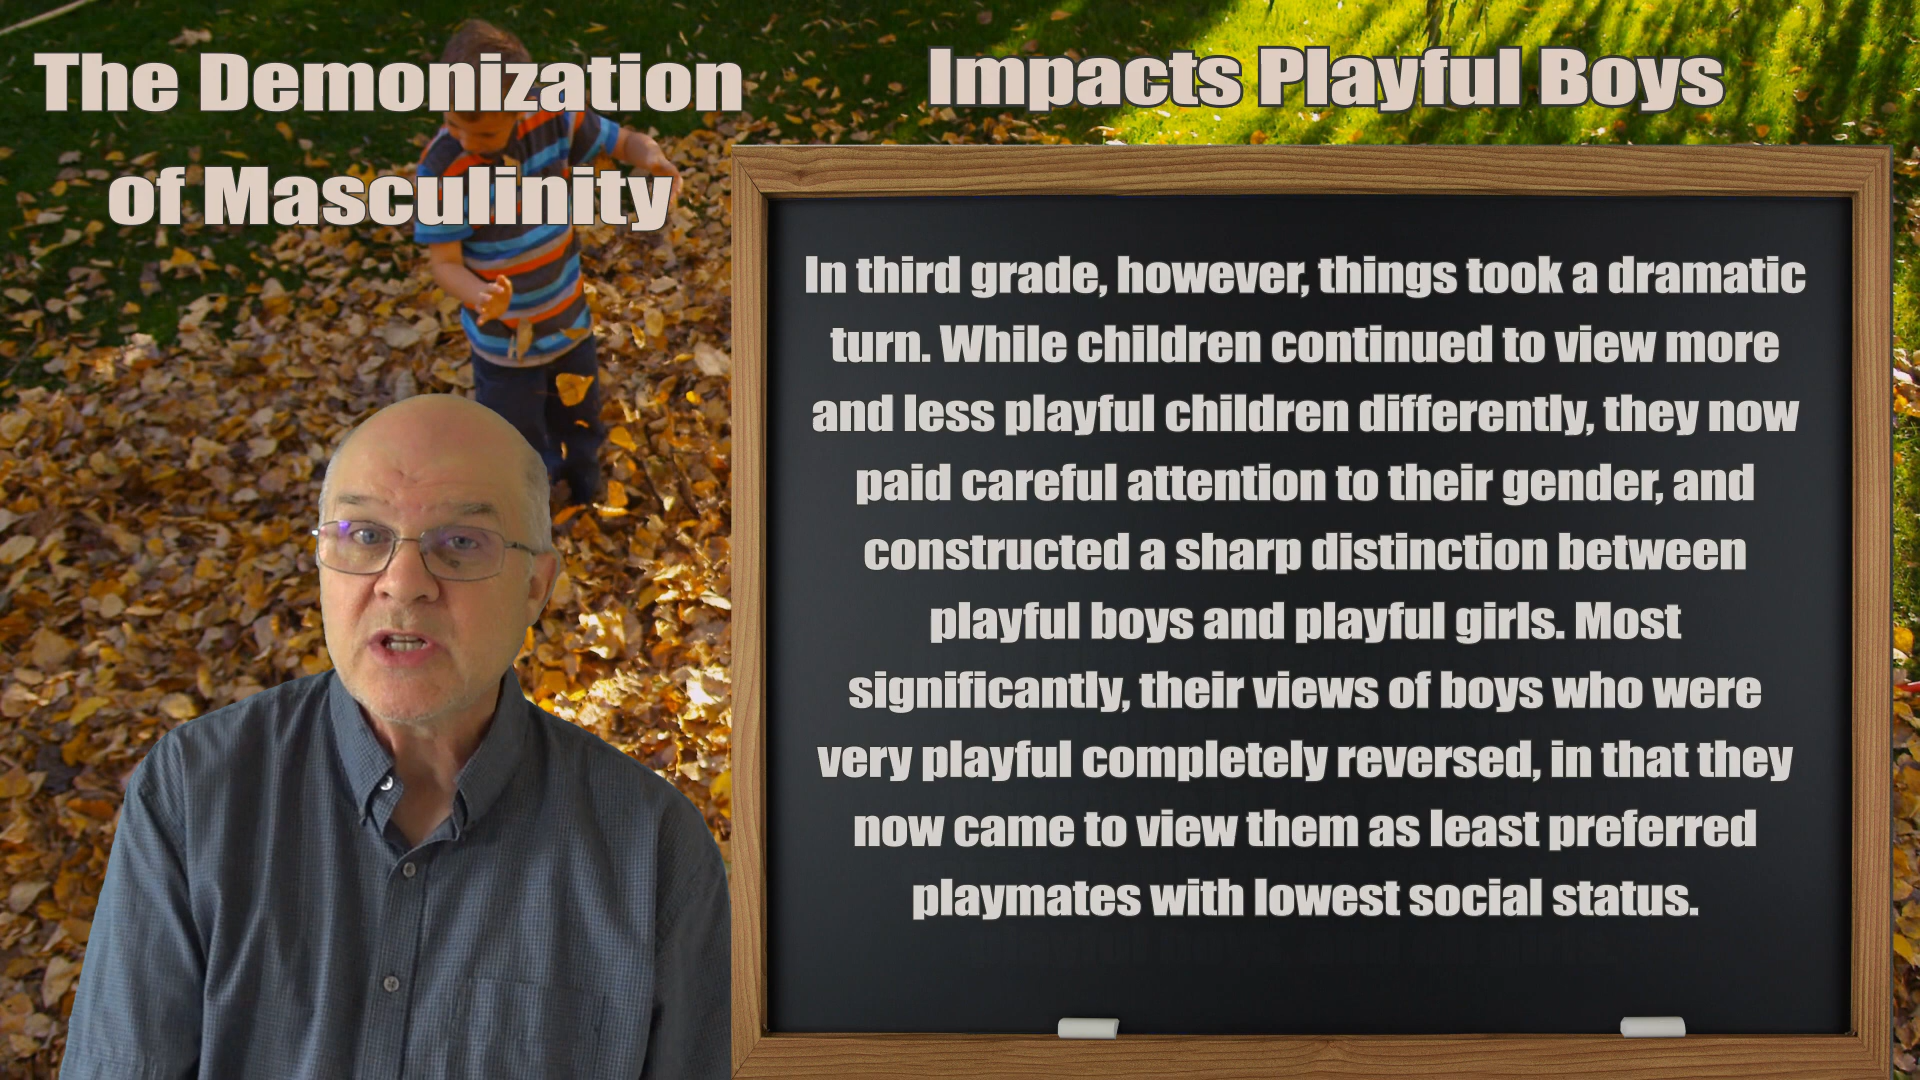 The Demonization
of Masculinity
Impacts Playful Boys
In third grade, however, things took a dramatic
turn. While children continued to view more
and less playful children differently, they now
paid careful attention to their gender, and
constructed a sharp distinction between
playful boys and playful girls. Most
significantly, their views of boys who were
very playful completely reversed, in that they
now came to view them as least preferred
playmates with lowest social status.